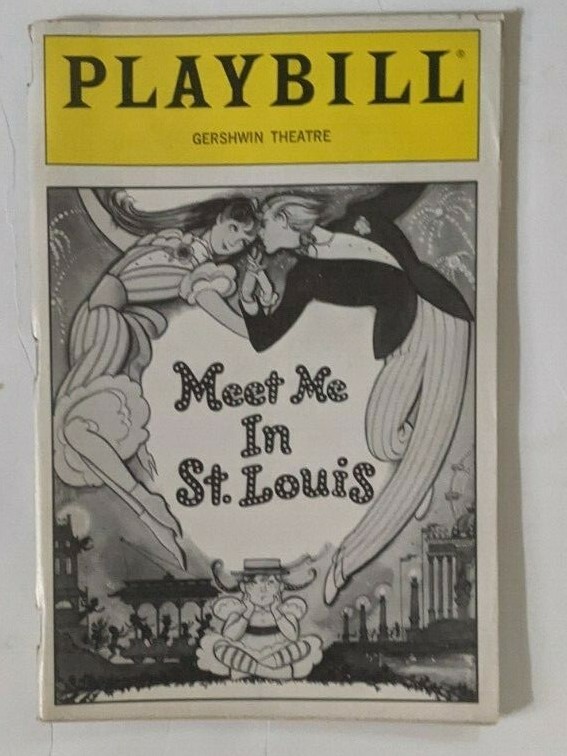 PLAYBILL®
GERSHWIN THEATRE
Meet Me
In
St. Louis